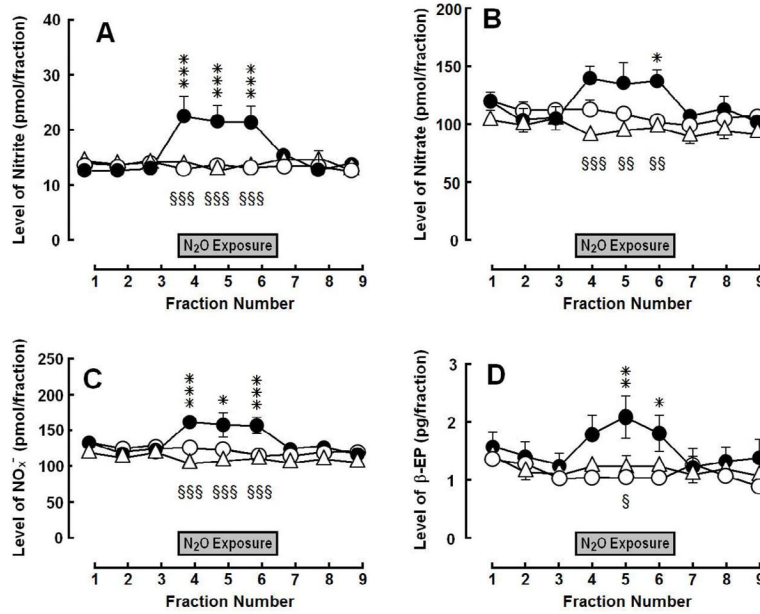 A
Level of Nitrite (pmol/fraction)
40
30
20
10
0
*** *** ***
§§§ §§§ §§§
N₂O Exposure
1 2 3 4 5 6 7 8 9
Fraction Number
B
Level of Nitrate (pmol/fraction)
200
150
100
50
0
*
§§§ §§ §§
N₂O Exposure
1 2 3 4 5 6 7 8 9
Fraction Number
C
Level of NOₓ⁻ (pmol/fraction)
250
200
150
100
50
0
*** * ***
§§§ §§§ §§§
N₂O Exposure
1 2 3 4 5 6 7 8 9
Fraction Number
D
Level of β-EP (pg/fraction)
3
2
1
0
** *
§
N₂O Exposure
1 2 3 4 5 6 7 8 9
Fraction Number